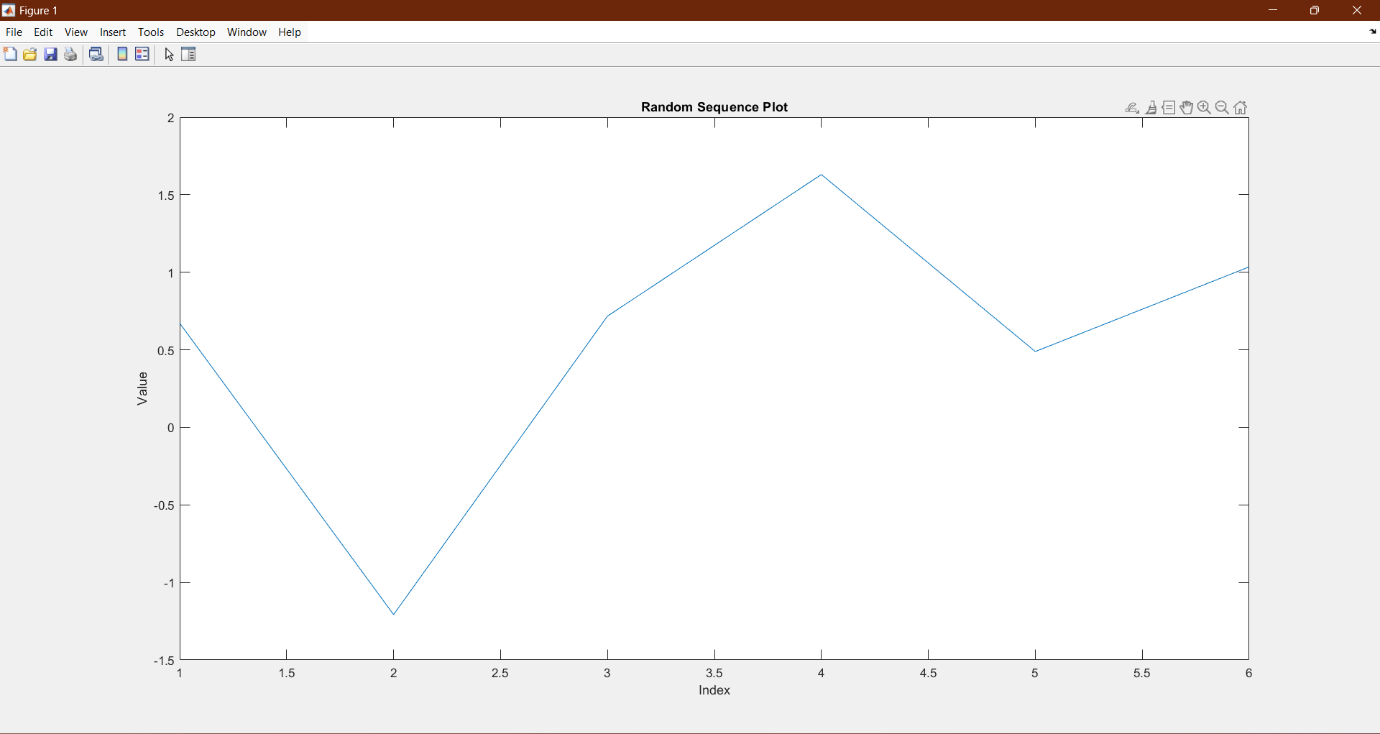 Figure 1
File Edit View Insert Tools Desktop Window Help
Random Sequence Plot
2
1.5
1
0.5
0
-0.5
-1
-1.5
Value
1 1.5 2 2.5 3 3.5 4 4.5 5 5.5 6
Index